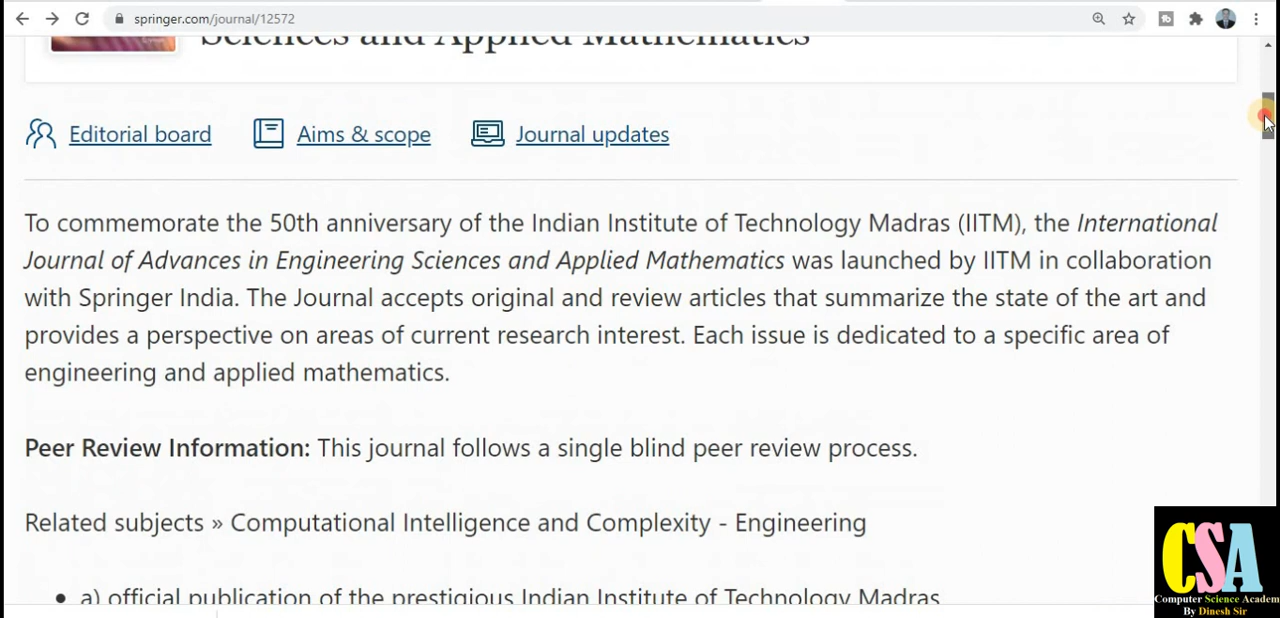 springer.com/journal/12572
Sciences and Applied Mathematics
Editorial board Aims & scope Journal updates
To commemorate the 50th anniversary of the Indian Institute of Technology Madras (IITM), the International
Journal of Advances in Engineering Sciences and Applied Mathematics was launched by IITM in collaboration
with Springer India. The Journal accepts original and review articles that summarize the state of the art and
provides a perspective on areas of current research interest. Each issue is dedicated to a specific area of
engineering and applied mathematics.
Peer Review Information: This journal follows a single blind peer review process.
Related subjects » Computational Intelligence and Complexity - Engineering
• a) official publication of the prestigious Indian Institute of Technology Madras
CSA
Computer Science Academ
By Dinesh Sir